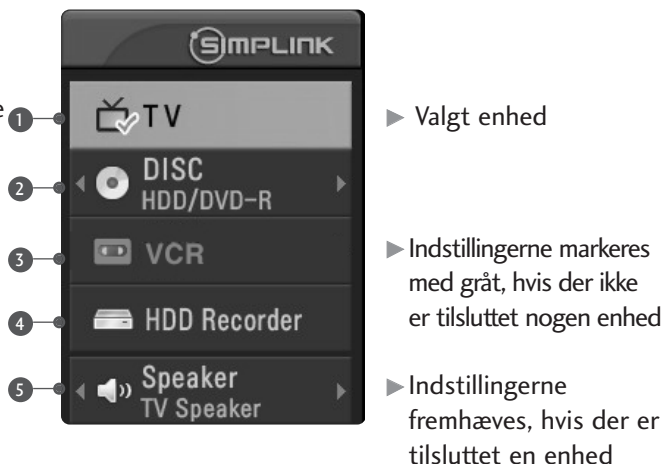 SIMPLINK
e
1 TV
Valgt enhed
2 DISC
HDD/DVD-R
3 VCR
Indstillingerne markeres
med gråt, hvis der ikke
er tilsluttet nogen enhed
4 HDD Recorder
5 Speaker
TV Speaker
Indstillingerne
fremhæves, hvis der er
tilsluttet en enhed